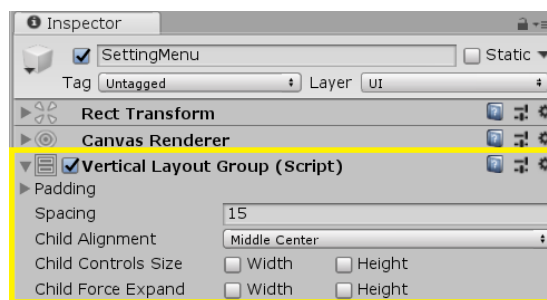 Inspector
SettingMenu Static
Tag Untagged Layer UI
Rect Transform
Canvas Renderer
Vertical Layout Group (Script)
Padding
Spacing 15
Child Alignment Middle Center
Child Controls Size Width Height
Child Force Expand Width Height